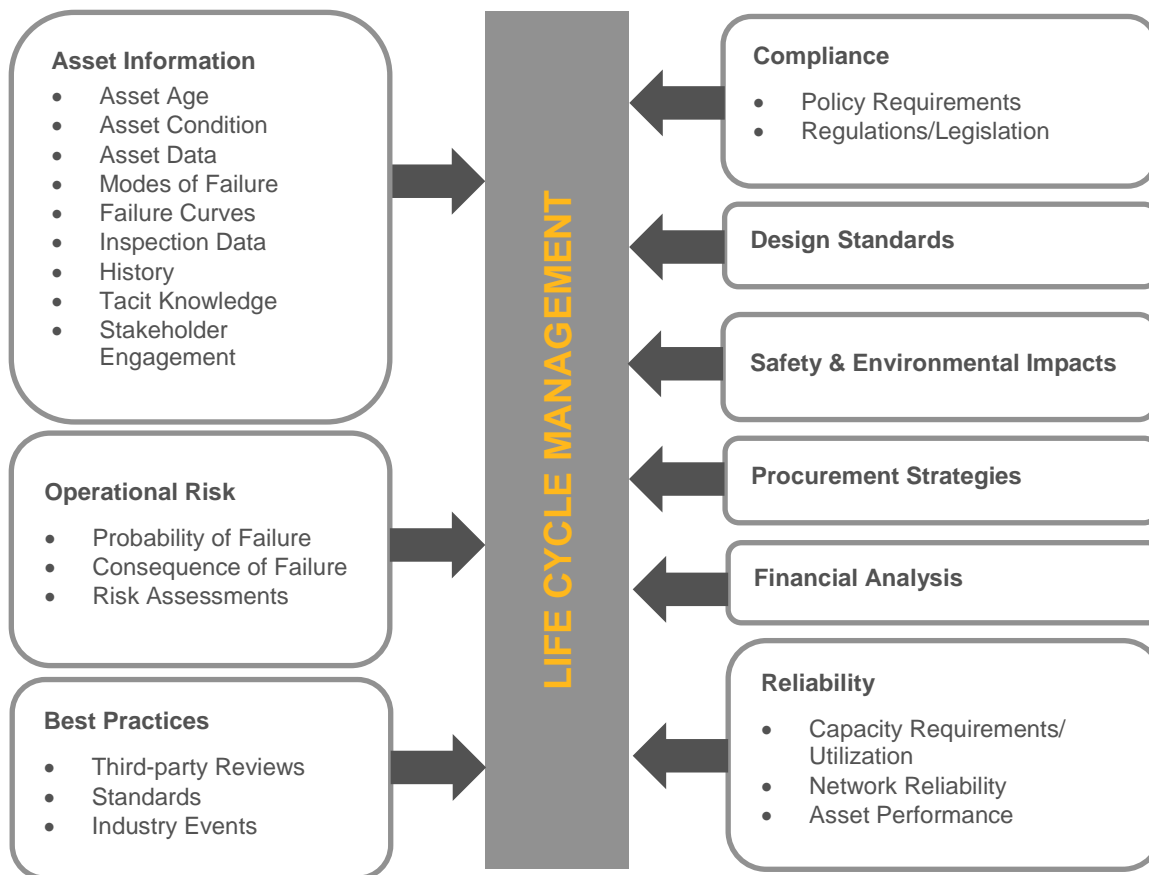 Asset Information
• Asset Age
• Asset Condition
• Asset Data
• Modes of Failure
• Failure Curves
• Inspection Data
• History
• Tacit Knowledge
• Stakeholder
Engagement
Operational Risk
• Probability of Failure
• Consequence of Failure
• Risk Assessments
Best Practices
• Third-party Reviews
• Standards
• Industry Events
LIFE CYCLE MANAGEMENT
Compliance
• Policy Requirements
• Regulations/Legislation
Design Standards
Safety & Environmental Impacts
Procurement Strategies
Financial Analysis
Reliability
• Capacity Requirements/
Utilization
• Network Reliability
• Asset Performance